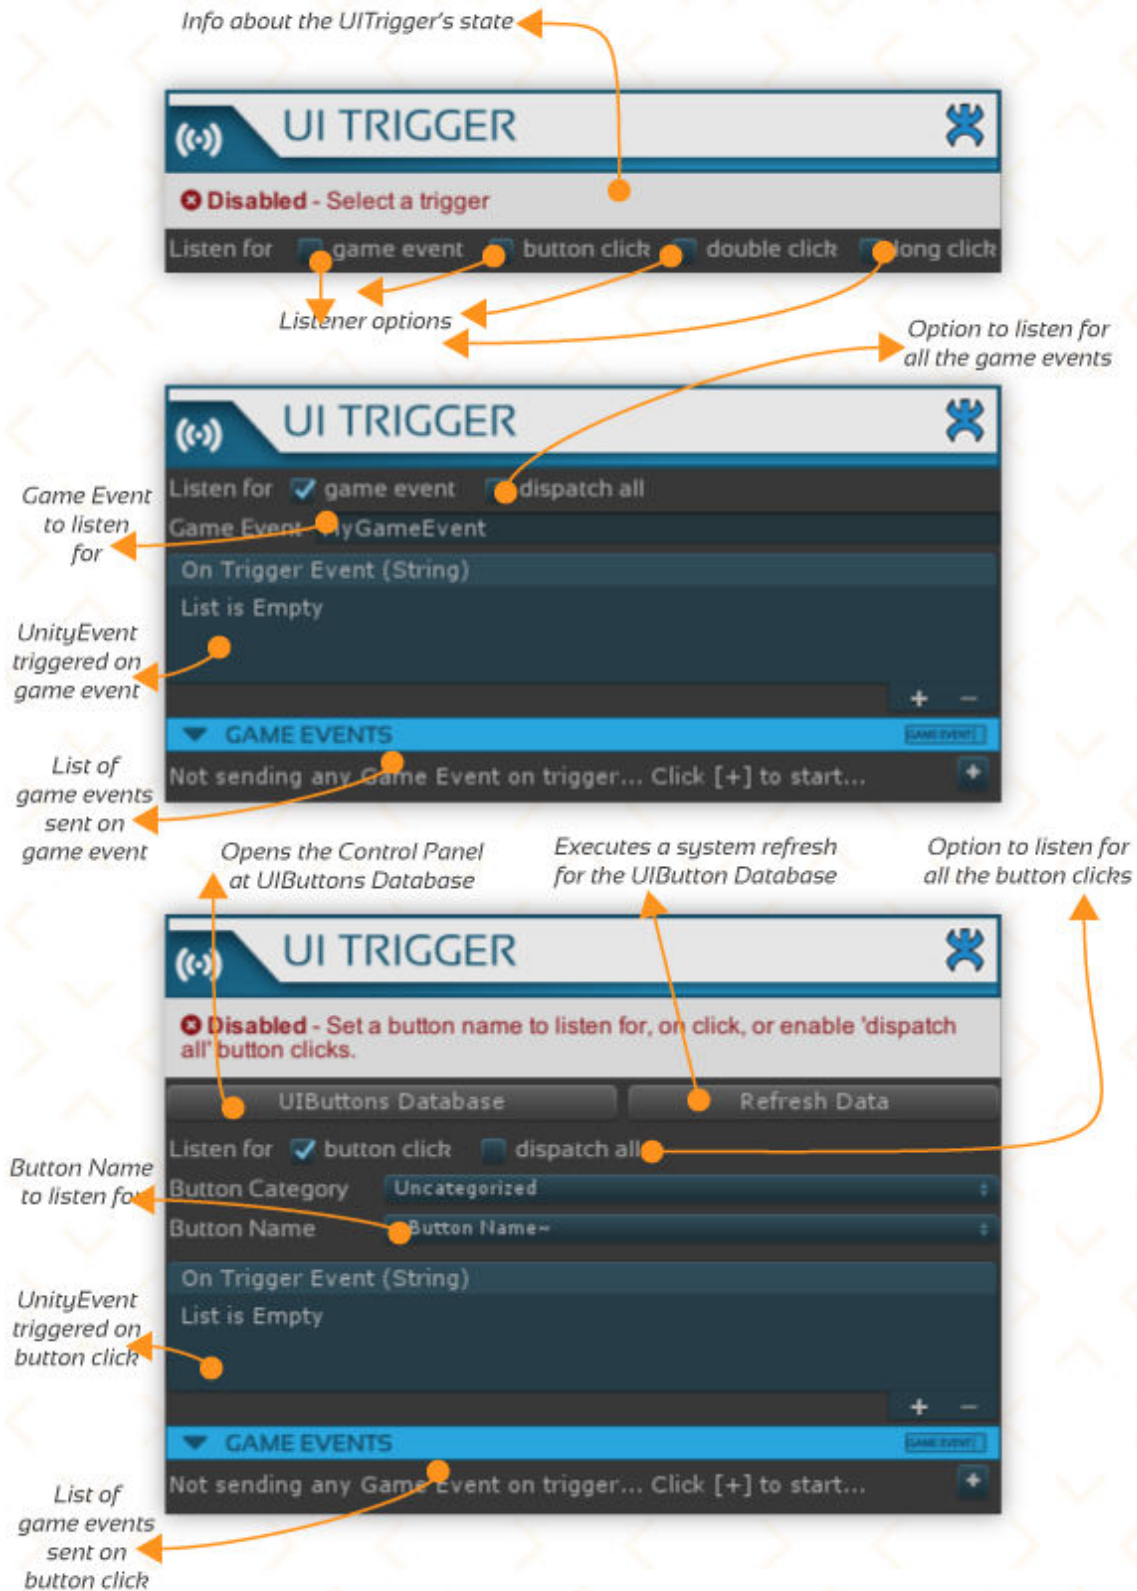 Info about the UITrigger's state
UI TRIGGER
Disabled - Select a trigger
Listen for game event button click double click long click
Listener options
Option to listen for
all the game events
UI TRIGGER
Listen for game event dispatch all
Game Event
to listen
for
Game Event MyGameEvent
On Trigger Event (String)
List is Empty
UnityEvent
triggered on
game event
+ −
GAME EVENTS GAME EVENT
List of
game events
sent on
game event
Not sending any Game Event on trigger... Click [+] to start... +
Opens the Control Panel
at UIButtons Database
Executes a system refresh
for the UIButton Database
Option to listen for
all the button clicks
UI TRIGGER
Disabled - Set a button name to listen for, on click, or enable 'dispatch
all' button clicks.
UIButtons Database Refresh Data
Listen for button click dispatch all
Button Name
to listen for
Button Category Uncategorized
Button Name ~Button Name~
On Trigger Event (String)
List is Empty
UnityEvent
triggered on
button click
+ −
GAME EVENTS GAME EVENT
Not sending any Game Event on trigger... Click [+] to start... +
List of
game events
sent on
button click